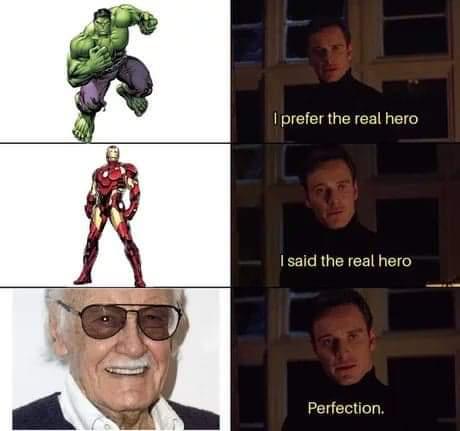 I prefer the real hero
I said the real hero
Perfection.